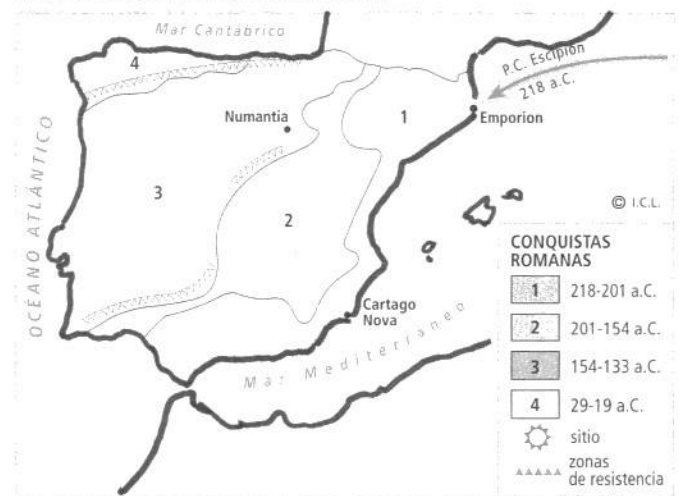 Mar Cantábrico
4
P.C. Escipión
218 a.C.
Numantia
1
Emporion
OCÉANO ATLÁNTICO
3
2
© I.C.L.
CONQUISTAS
ROMANAS
1 218-201 a.C.
2 201-154 a.C.
3 154-133 a.C.
4 29-19 a.C.
sitio
zonas
de resistencia
Cartago
Nova
Mar Mediterráneo